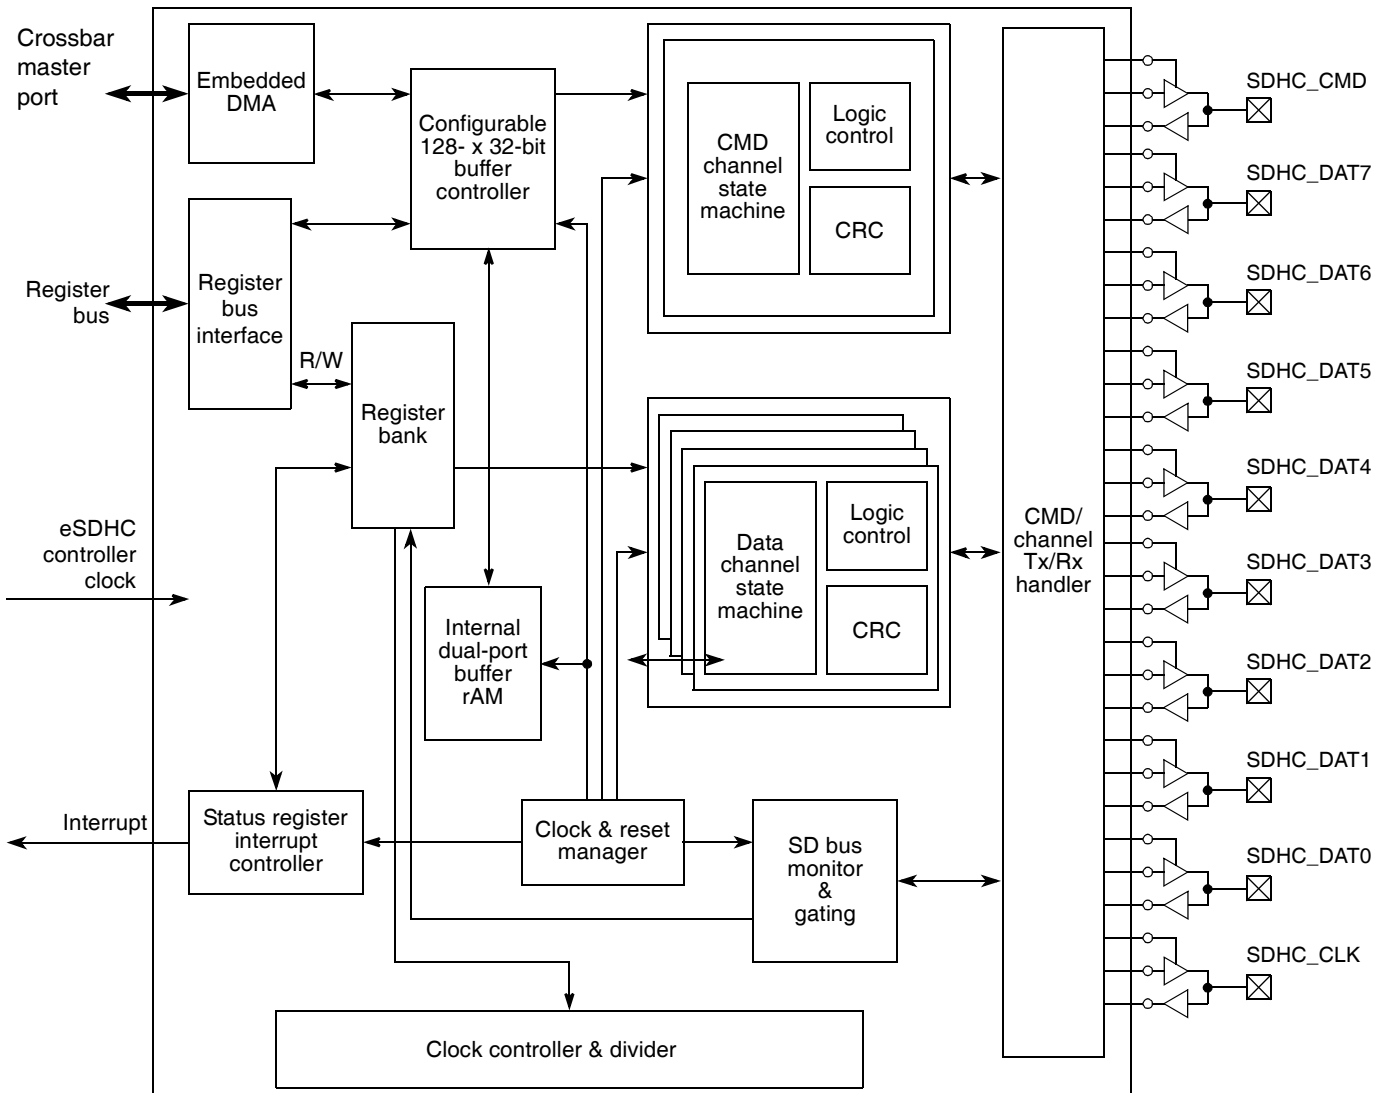 Crossbar
master
port
Embedded
DMA
Configurable
128- x 32-bit
buffer
controller
CMD
channel
state
machine
Logic
control
CRC
SDHC_CMD
SDHC_DAT7
SDHC_DAT6
SDHC_DAT5
SDHC_DAT4
SDHC_DAT3
SDHC_DAT2
SDHC_DAT1
SDHC_DAT0
SDHC_CLK
Register
bus
Register
bus
interface
R/W
Register
bank
Data
channel
state
machine
Logic
control
CRC
CMD/
channel
Tx/Rx
handler
eSDHC
controller
clock
Internal
dual-port
buffer
rAM
Interrupt
Status register
interrupt
controller
Clock & reset
manager
SD bus
monitor
&
gating
Clock controller & divider